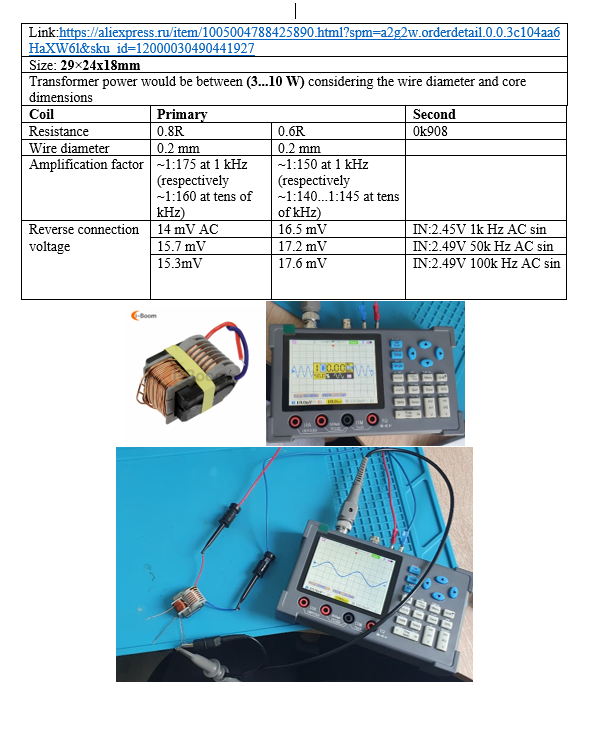 Link:https://aliexpress.ru/item/1005004788425890.html?spm=a2g2w.orderdetail.0.0.3c104aa6
HaXW6l&sku_id=12000030490441927
Size: 29×24x18mm
Transformer power would be between (3...10 W) considering the wire diameter and core
dimensions
Coil Primary Second
Resistance 0.8R 0.6R 0k908
Wire diameter 0.2 mm 0.2 mm
Amplification factor ~1:175 at 1 kHz ~1:150 at 1 kHz
(respectively (respectively
~1:160 at tens of ~1:140...1:145 at tens
kHz) of kHz)
Reverse connection 14 mV AC 16.5 mV IN:2.45V 1k Hz AC sin
voltage 15.7 mV 17.2 mV IN:2.49V 50k Hz AC sin
15.3mV 17.6 mV IN:2.49V 100k Hz AC sin
-Boom